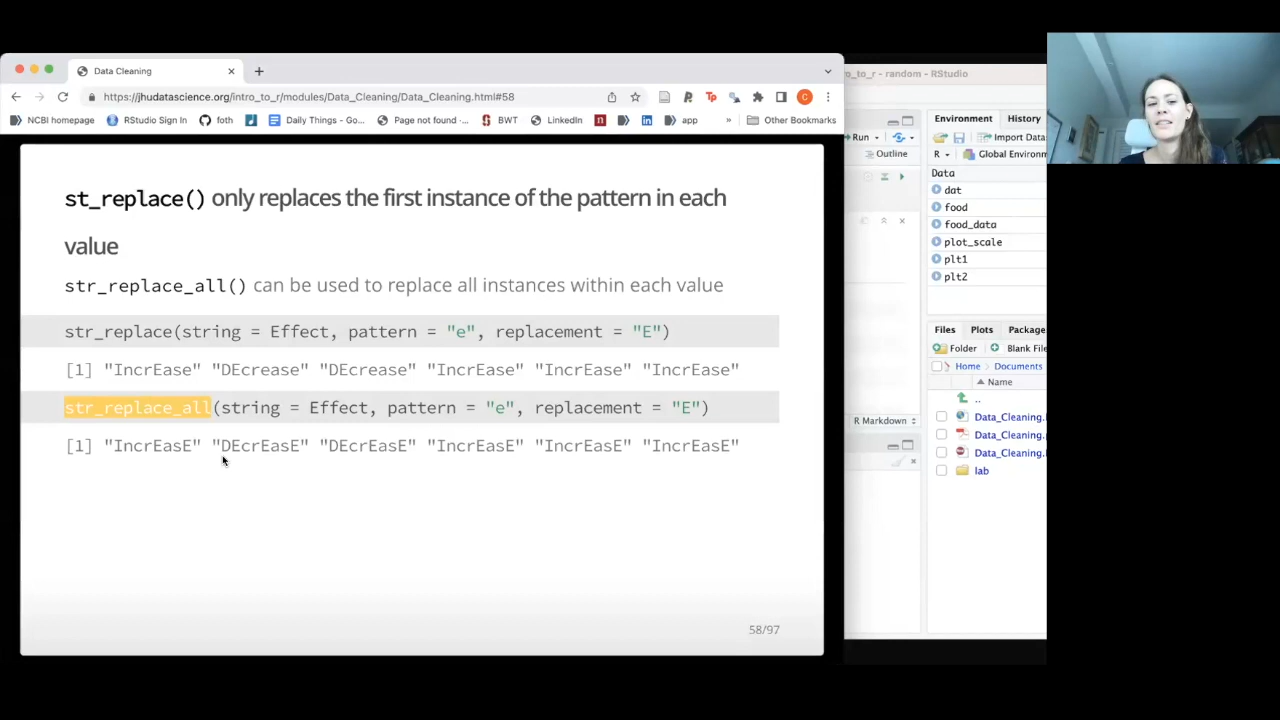 Data Cleaning
https://jhudatascience.org/intro_to_r/modules/Data_Cleaning/Data_Cleaning.html#58
NCBI homepage RStudio Sign In foth Daily Things - Go... Page not found · ... BWT LinkedIn app » Other Bookmarks
st_replace() only replaces the first instance of the pattern in each
value
str_replace_all() can be used to replace all instances within each value
str_replace(string = Effect, pattern = "e", replacement = "E")
[1] "IncrEase" "DEcrease" "DEcrease" "IncrEase" "IncrEase" "IncrEase"
str_replace_all(string = Effect, pattern = "e", replacement = "E")
[1] "IncrEasE" "DEcrEasE" "DEcrEasE" "IncrEasE" "IncrEasE" "IncrEasE"
58/97
o_to_r - random - RStudio
Run
Outline
R Markdown
Environment History
Import Datas
R Global Environm
Data
dat
food
food_data
plot_scale
plt1
plt2
Files Plots Package
Folder Blank File
Home Documents
Name
..
Data_Cleaning.
Data_Cleaning.
Data_Cleaning.
lab